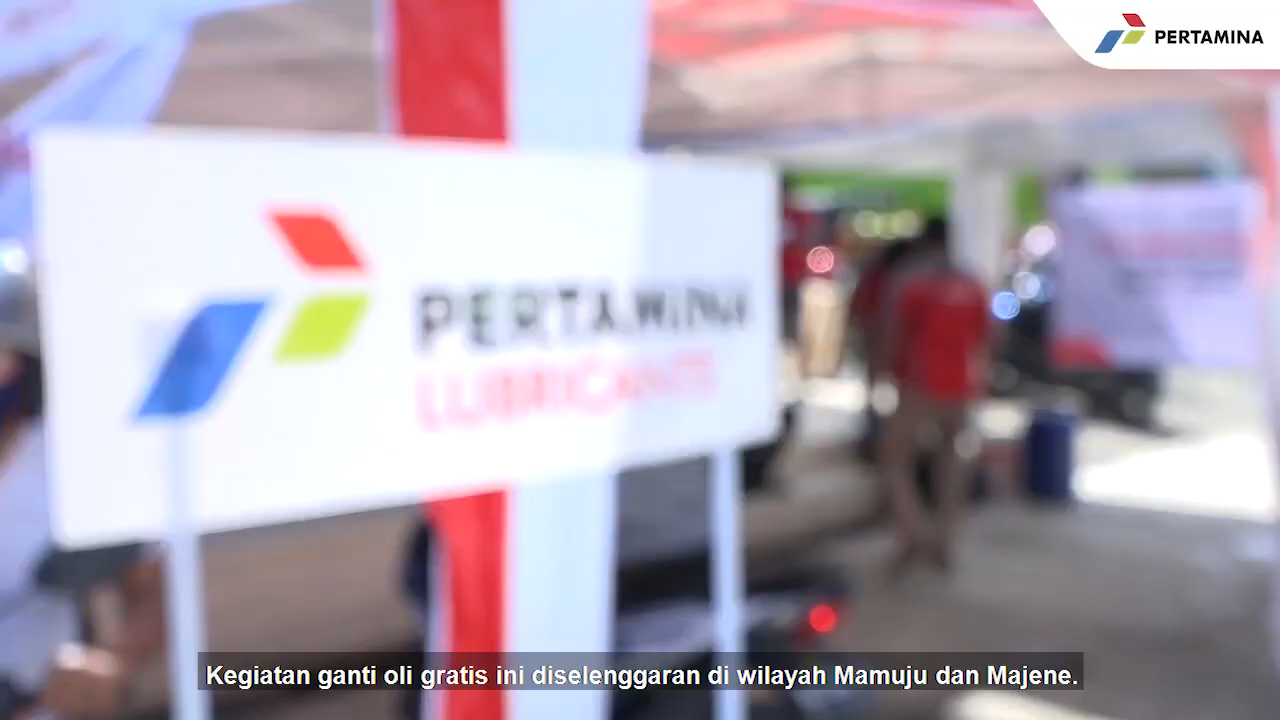 PERTAMINA
PERTAMINA
LUBRICANTS
Kegiatan ganti oli gratis ini diselenggaran di wilayah Mamuju dan Majene.